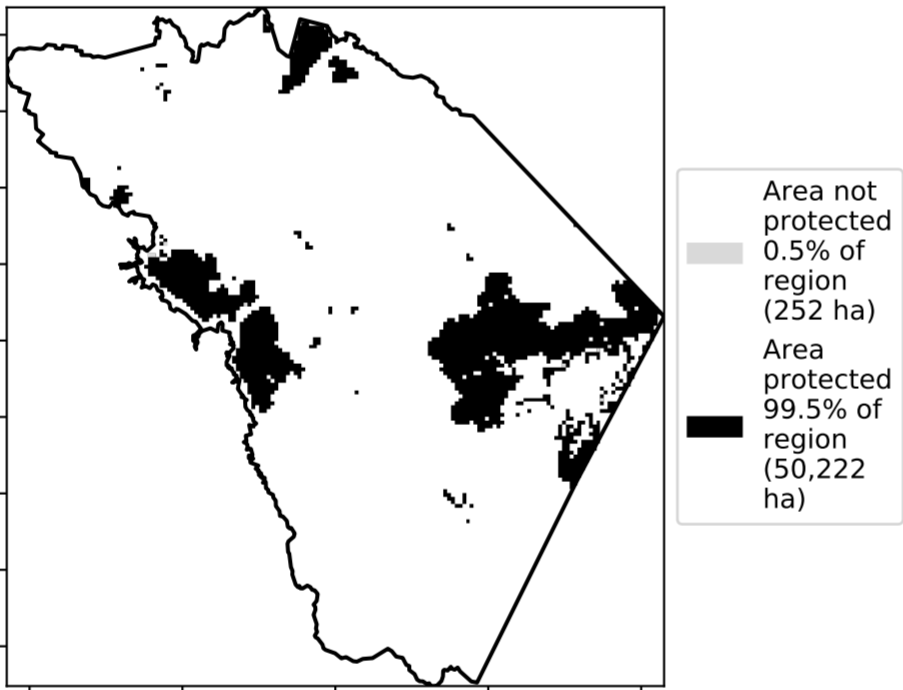 Area not
protected
0.5% of
region
(252 ha)
Area
protected
99.5% of
region
(50,222
ha)